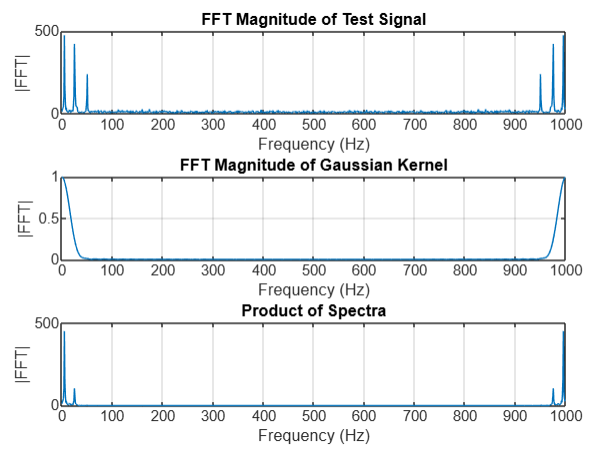 FFT Magnitude of Test Signal
500
0
|FFT|
0 100 200 300 400 500 600 700 800 900 1000
Frequency (Hz)
FFT Magnitude of Gaussian Kernel
1
0.5
0
|FFT|
0 100 200 300 400 500 600 700 800 900 1000
Frequency (Hz)
Product of Spectra
500
0
|FFT|
0 100 200 300 400 500 600 700 800 900 1000
Frequency (Hz)